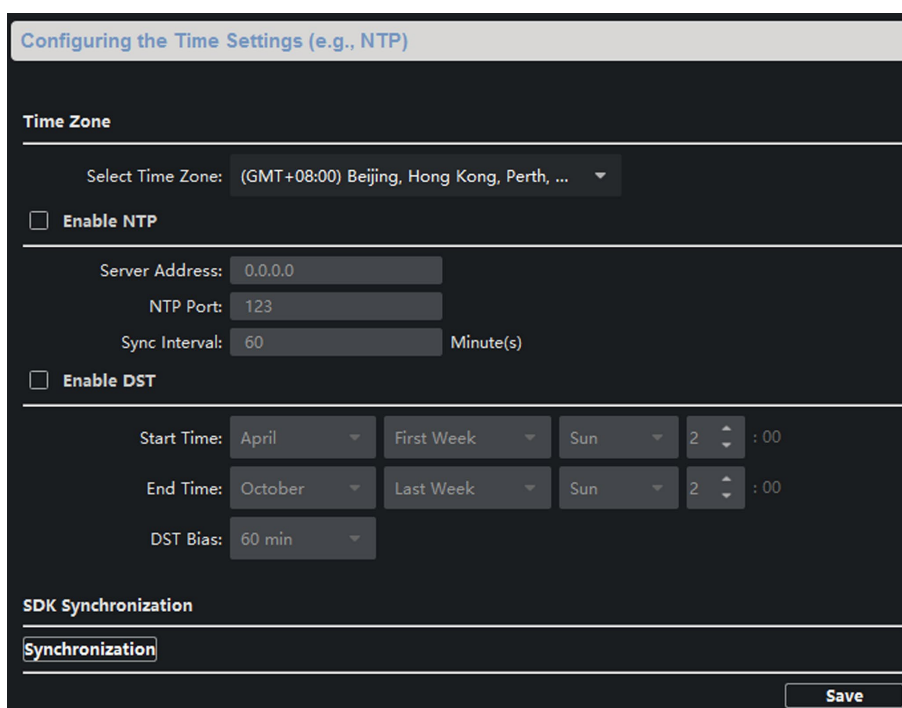 Configuring the Time Settings (e.g., NTP)
Time Zone
Select Time Zone: (GMT+08:00) Beijing, Hong Kong, Perth, ...
Enable NTP
Server Address: 0.0.0.0
NTP Port: 123
Sync Interval: 60 Minute(s)
Enable DST
Start Time: April First Week Sun 2 : 00
End Time: October Last Week Sun 2 : 00
DST Bias: 60 min
SDK Synchronization
Synchronization
Save